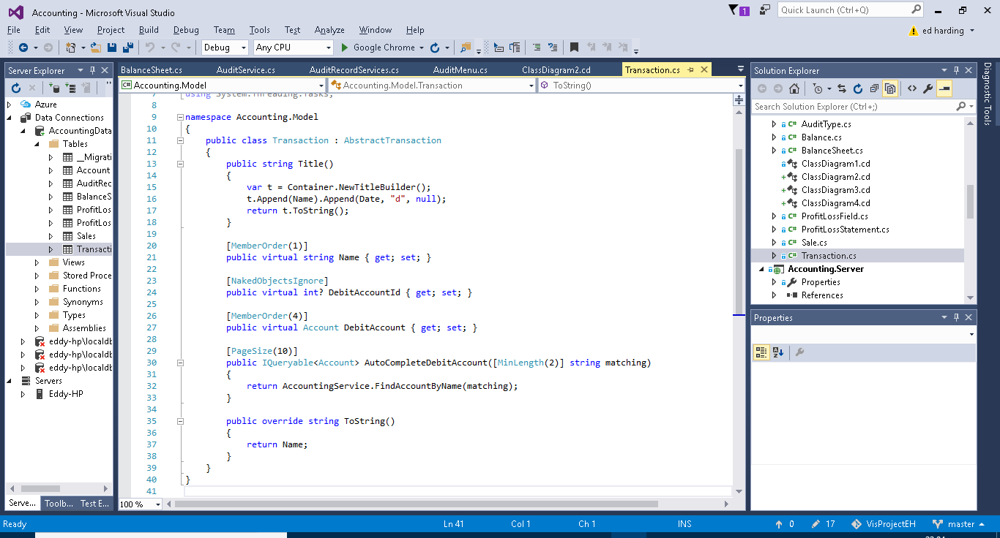 Accounting - Microsoft Visual Studio
1
Quick Launch (Ctrl+Q)
File Edit View Project Build Debug Team Tools Test Analyze Window Help
ed harding
Debug Any CPU Google Chrome
Server Explorer
Azure
Data Connections
AccountingData
Tables
__Migrati
Account
AuditRec
BalanceS
ProfitLos
ProfitLos
Sales
Transacti
Views
Stored Proce
Functions
Synonyms
Types
Assemblies
eddy-hp\localdb
eddy-hp\localdb
eddy-hp\localdb
Servers
Eddy-HP
Serve... Toolb... Test E...
BalanceSheet.cs AuditService.cs AuditRecordServices.cs AuditMenu.cs ClassDiagram2.cd Transaction.cs
C# Accounting.Model Accounting.Model.Transaction ToString()
7 using System.Threading.Tasks;
8
9 namespace Accounting.Model
10 {
11 public class Transaction : AbstractTransaction
12 {
13 public string Title()
14 {
15 var t = Container.NewTitleBuilder();
16 t.Append(Name).Append(Date, "d", null);
17 return t.ToString();
18 }
19
20 [MemberOrder(1)]
21 public virtual string Name { get; set; }
22
23 [NakedObjectsIgnore]
24 public virtual int? DebitAccountId { get; set; }
25
26 [MemberOrder(4)]
27 public virtual Account DebitAccount { get; set; }
28
29 [PageSize(10)]
30 public IQueryable<Account> AutoCompleteDebitAccount([MinLength(2)] string matching)
31 {
32 return AccountingService.FindAccountByName(matching);
33 }
34
35 public override string ToString()
36 {
37 return Name;
38 }
39 }
40 }
41
100 %
Solution Explorer
Search Solution Explorer (Ctrl+;)
C# AuditType.cs
C# Balance.cs
C# BalanceSheet.cs
ClassDiagram1.cd
ClassDiagram2.cd
ClassDiagram3.cd
ClassDiagram4.cd
C# ProfitLossField.cs
C# ProfitLossStatement.cs
C# Sale.cs
C# Transaction.cs
Accounting.Server
Properties
References
Properties
Diagnostic Tools
Ready Ln 41 Col 1 Ch 1 INS 0 17 VisProjectEH master